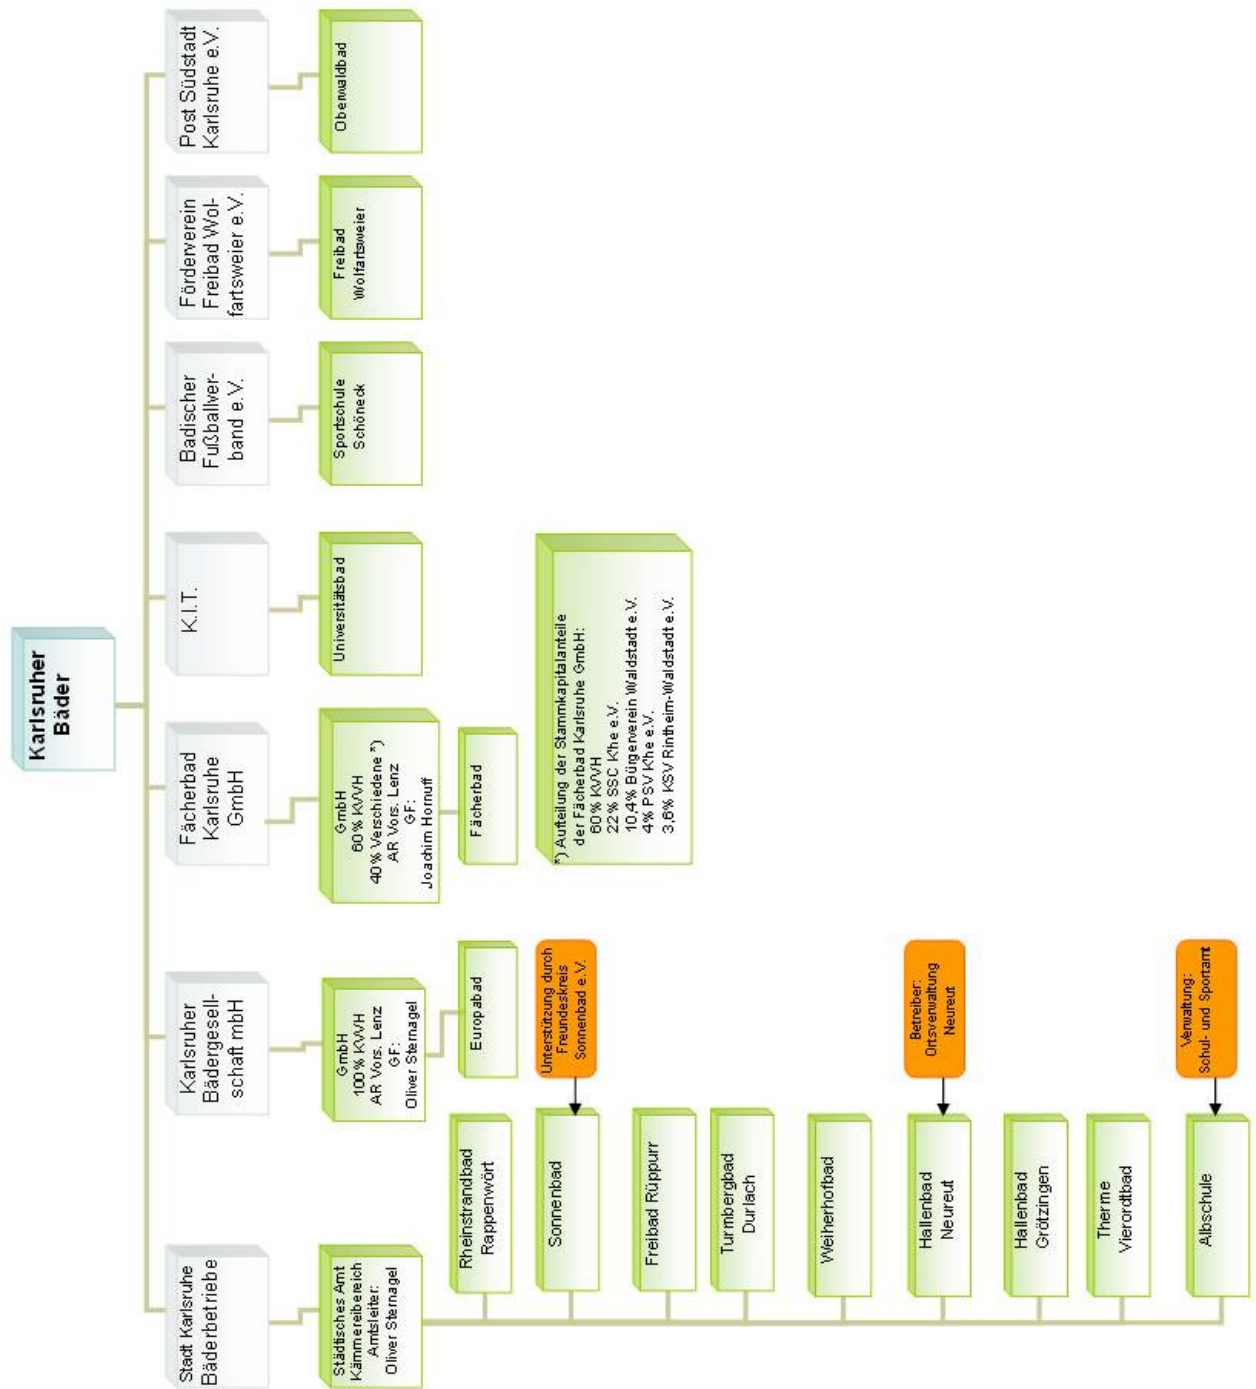 Karlsruher
Bäder
Stadt Karlsruhe
Bäderbetriebe
Städtisches Amt
Kämmereibereich
Amtsleiter:
Oliver Sternagel
Rheinstrandbad
Rappenwört
Sonnenbad
Unterstützung durch
Freundeskreis
Sonnenbad e.V.
Freibad Rüppurr
Turmbergbad
Durlach
Weiherhofbad
Hallenbad
Neureut
Betreiber:
Ortsverwaltung
Neureut
Hallenbad
Grötzingen
Therme
Vierordtbad
Albschule
Verwaltung:
Schul- und Sportamt
Karlsruher
Bädergesell-
schaft mbH
GmbH
100% KVVH
AR Vors. Lenz
GF:
Oliver Sternagel
Europabad
Fächerbad
Karlsruhe
GmbH
GmbH
60% KVVH
40% Verschiedene *)
AR Vors. Lenz
GF:
Joachim Hornuff
Fächerbad
*) Aufteilung der Stammkapitalanteile
der Fächerbad Karlsruhe GmbH:
60% KVVH
22% SSC K'he e.V.
10,4% Bürgerverein Waldstadt e.V.
4% PSV K'he e.V.
3,6% KSV Rintheim-Waldstadt e.V.
K.I.T.
Universitätsbad
Badischer
Fußballver-
band e.V.
Sportschule
Schöneck
Förderverein
Freibad Wol-
fartsweier e.V.
Freibad
Wolfartsweier
Post Südstadt
Karlsruhe e.V.
Oberwaldbad